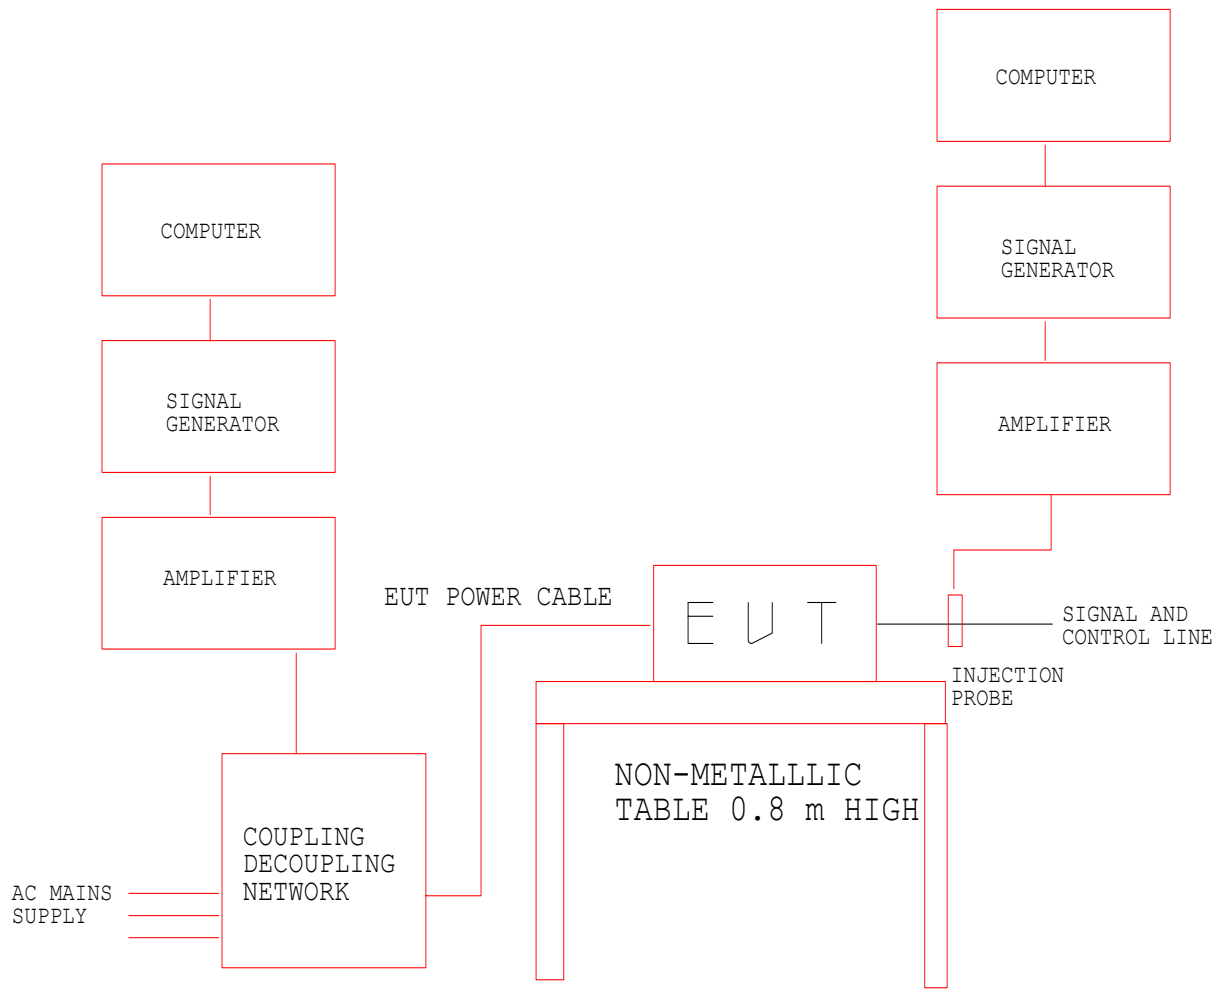 COMPUTER
COMPUTER
SIGNAL
GENERATOR
SIGNAL
GENERATOR
AMPLIFIER
AMPLIFIER
EUT POWER CABLE
EUT
SIGNAL AND
CONTROL LINE
INJECTION
PROBE
NON-METALLLIC
TABLE 0.8 m HIGH
COUPLING
DECOUPLING
NETWORK
AC MAINS
SUPPLY